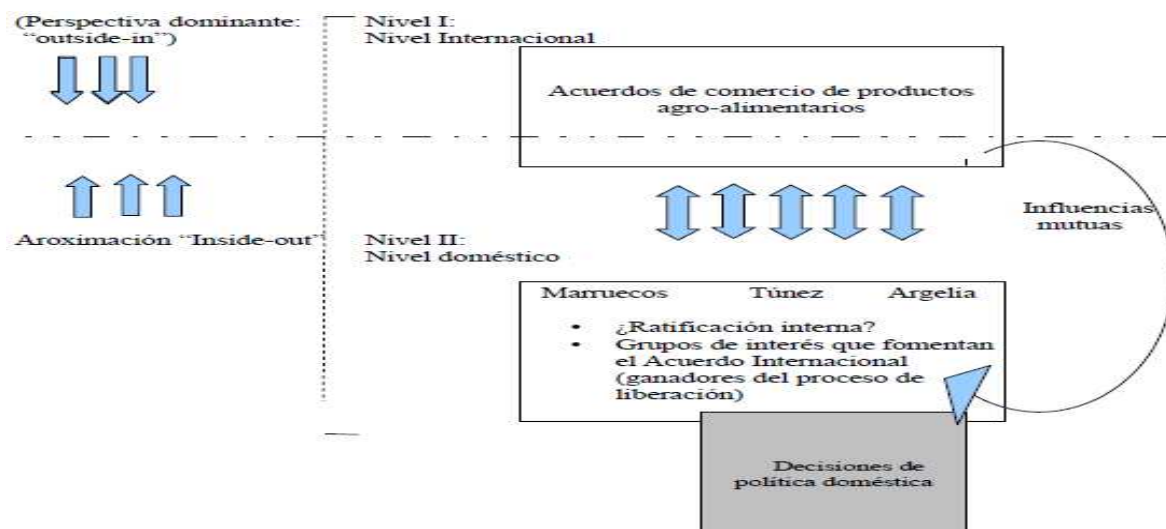 (Perspectiva dominante:
“outside-in”)
Nivel I:
Nivel Internacional
Acuerdos de comercio de productos
agro-alimentarios
Aroximación “Inside-out”
Nivel II:
Nivel doméstico
Influencias
mutuas
Marruecos Túnez Argelia
• ¿Ratificación interna?
• Grupos de interés que fomentan
el Acuerdo Internacional
(ganadores del proceso de
liberación)
Decisiones de
política doméstica